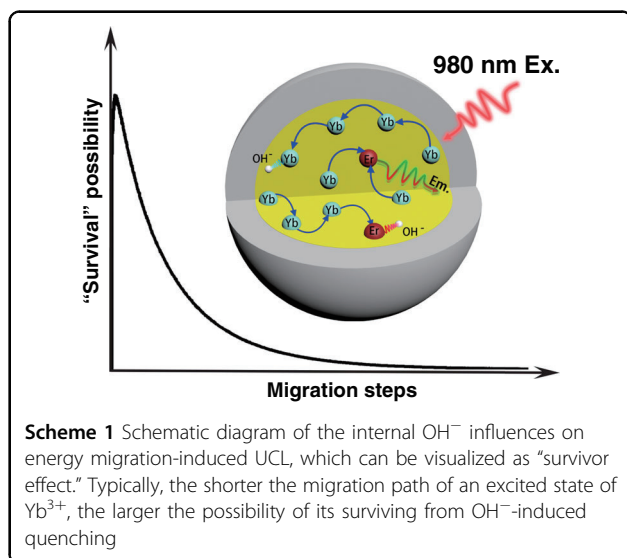 980 nm Ex.
"Survival" possibility
Yb
Yb
Yb
Yb
Yb
OH⁻
Er
Yb
Em.
Yb
Yb
Yb
Yb
Er
OH⁻
Migration steps
Scheme 1 Schematic diagram of the internal OH⁻ influences on
energy migration-induced UCL, which can be visualized as "survivor
effect." Typically, the shorter the migration path of an excited state of
Yb³⁺, the larger the possibility of its surviving from OH⁻-induced
quenching